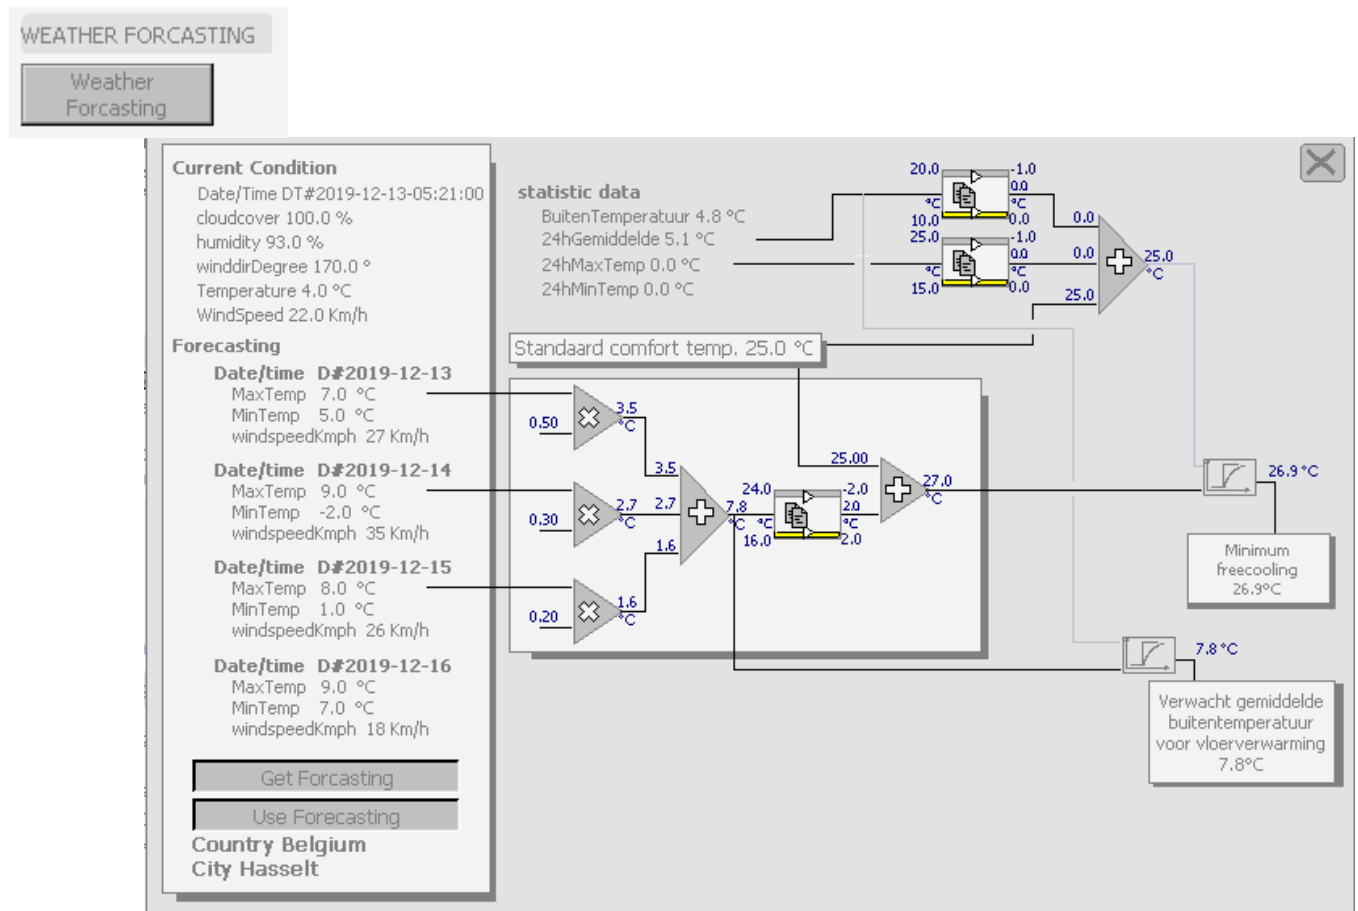 WEATHER FORCASTING
Weather
Forcasting
Current Condition
Date/Time DT#2019-12-13-05:21:00
cloudcover 100.0 %
humidity 93.0 %
winddirDegree 170.0 °
Temperature 4.0 °C
WindSpeed 22.0 Km/h
Forecasting
Date/time D#2019-12-13
MaxTemp 7.0 °C
MinTemp 5.0 °C
windspeedKmph 27 Km/h
Date/time D#2019-12-14
MaxTemp 9.0 °C
MinTemp -2.0 °C
windspeedKmph 35 Km/h
Date/time D#2019-12-15
MaxTemp 8.0 °C
MinTemp 1.0 °C
windspeedKmph 26 Km/h
Date/time D#2019-12-16
MaxTemp 9.0 °C
MinTemp 7.0 °C
windspeedKmph 18 Km/h
Get Forcasting
Use Forecasting
Country Belgium
City Hasselt
statistic data
BuitenTemperatuur 4.8 °C
24hGemiddelde 5.1 °C
24hMaxTemp 0.0 °C
24hMinTemp 0.0 °C
20.0
-1.0
0.0
°C
°C
10.0
0.0
25.0
-1.0
0.0
°C
°C
15.0
0.0
0.0
0.0
25.0
25.0
°C
Standaard comfort temp. 25.0 °C
0.50
3.5
°C
0.30
2.7
°C
0.20
1.6
°C
3.5
2.7
1.6
7.8
°C
24.0
-2.0
°C
2.0
°C
16.0
2.0
25.00
27.0
°C
26.9 °C
Minimum
freecooling
26.9°C
7.8 °C
Verwacht gemiddelde
buitentemperatuur
voor vloerverwarming
7.8°C